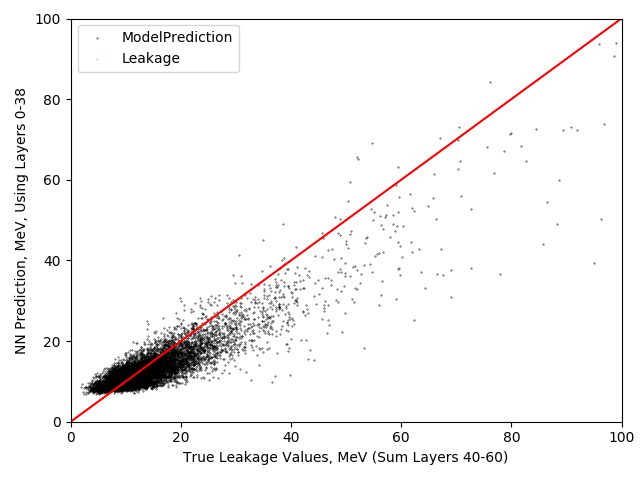 100
80
60
40
20
0
NN Prediction, MeV, Using Layers 0-38
ModelPrediction
Leakage
0 20 40 60 80 100
True Leakage Values, MeV (Sum Layers 40-60)